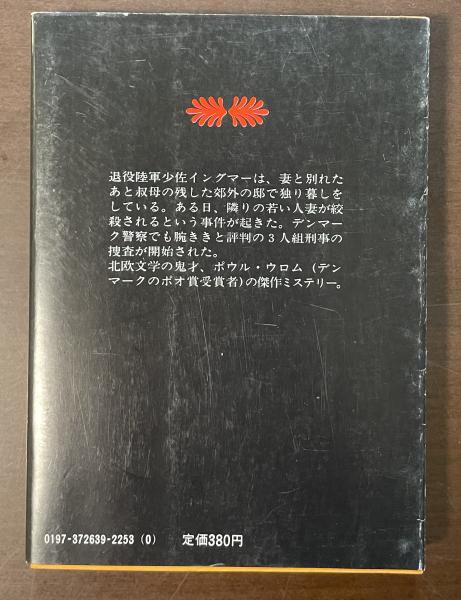 退役陸軍少佐イングマーは、妻と別れた
あと叔母の残した郊外の邸で独り暮しを
している。ある日、隣りの若い人妻が絞
殺されるという事件が起きた。デンマー
ク警察でも腕ききと評判の3人組刑事の
捜査が開始された。
北欧文学の鬼才、ポウル・ウロム(デン
マークのポオ賞受賞者)の傑作ミステリー。
0197-372639-2253(0) 定価380円